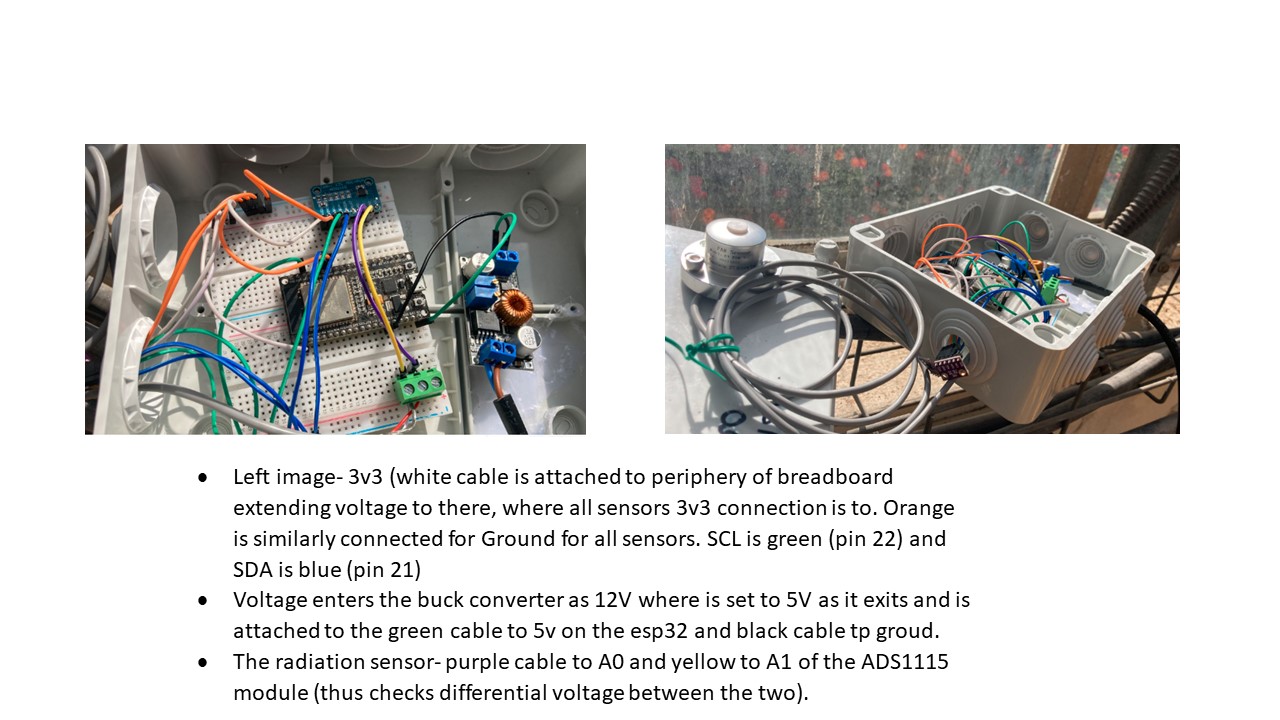 • Left image- 3v3 (white cable is attached to periphery of breadboard
extending voltage to there, where all sensors 3v3 connection is to. Orange
is similarly connected for Ground for all sensors. SCL is green (pin 22) and
SDA is blue (pin 21)
• Voltage enters the buck converter as 12V where is set to 5V as it exits and is
attached to the green cable to 5v on the esp32 and black cable tp groud.
• The radiation sensor- purple cable to A0 and yellow to A1 of the ADS1115
module (thus checks differential voltage between the two).